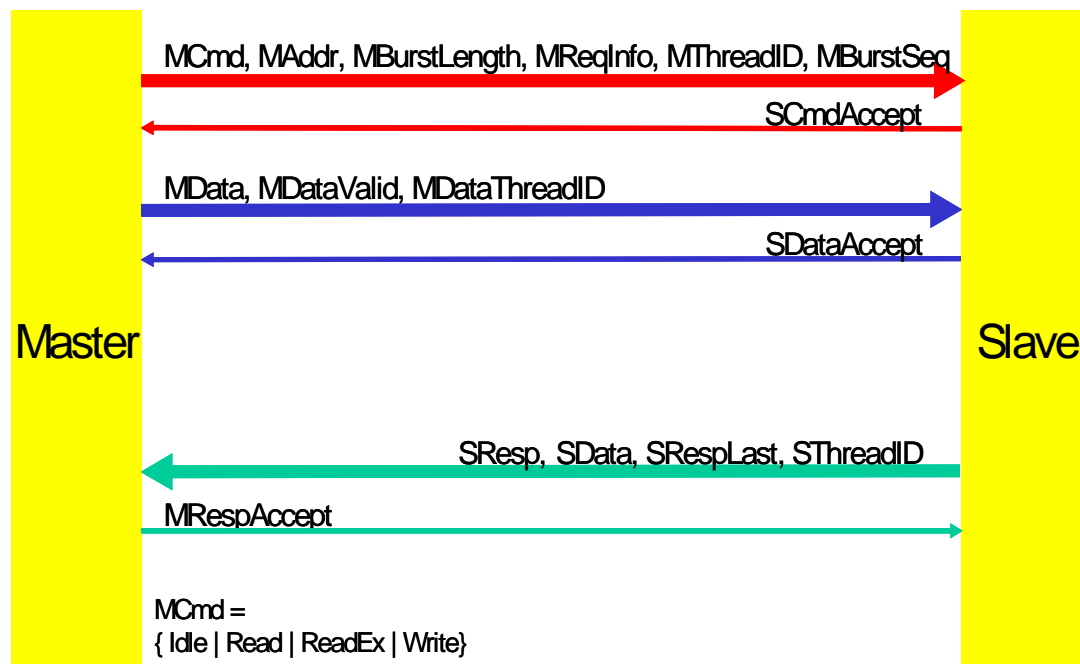 MCmd, MAddr, MBurstLength, MReqInfo, MThreadID, MBurstSeq
SCmdAccept
MData, MDataValid, MDataThreadID
SDataAccept
Master
Slave
SResp, SData, SRespLast, SThreadID
MRespAccept
MCmd =
{ Idle | Read | ReadEx | Write}